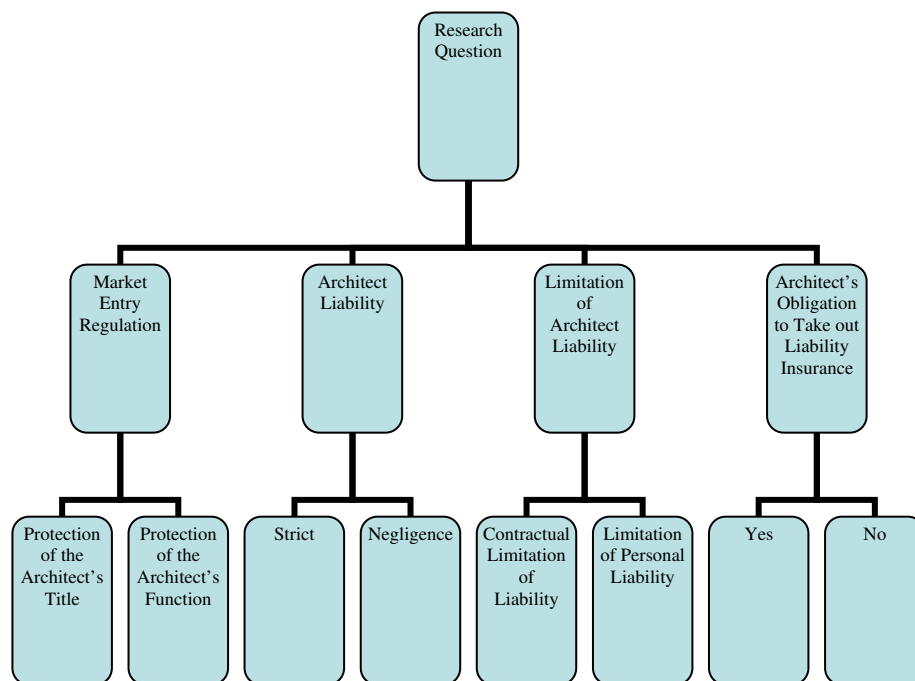 Research
Question
Market
Entry
Regulation
Architect
Liability
Limitation
of
Architect
Liability
Architect's
Obligation
to Take out
Liability
Insurance
Protection
of the
Architect's
Title
Protection
of the
Architect's
Function
Strict
Negligence
Contractual
Limitation
of
Liability
Limitation
of Personal
Liability
Yes
No